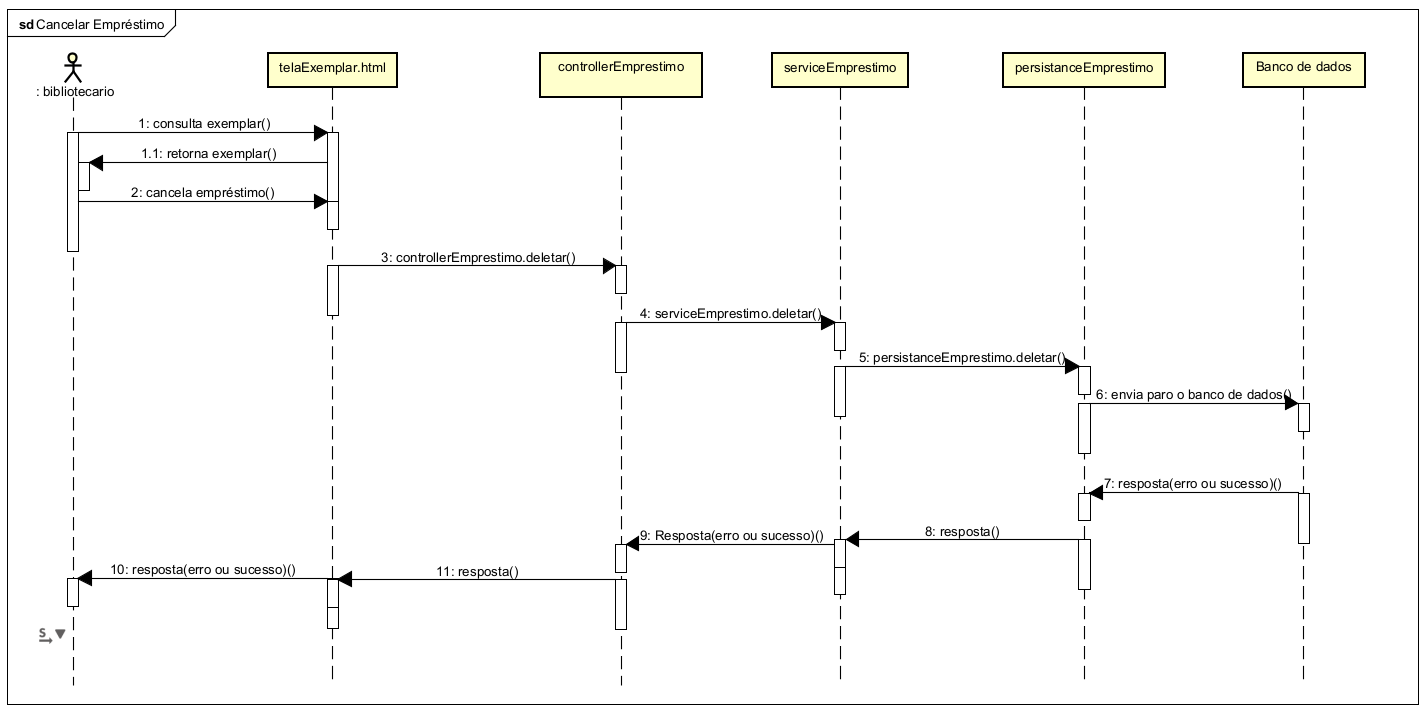 sd Cancelar Empréstimo
: bibliotecario
telaExemplar.html
controllerEmprestimo
serviceEmprestimo
persistanceEmprestimo
Banco de dados
1: consulta exemplar()
1.1: retorna exemplar()
2: cancela empréstimo()
3: controllerEmprestimo.deletar()
4: serviceEmprestimo.deletar()
5: persistanceEmprestimo.deletar()
6: envia paro o banco de dados()
7: resposta(erro ou sucesso)()
8: resposta()
9: Resposta(erro ou sucesso)()
10: resposta(erro ou sucesso)()
11: resposta()
S